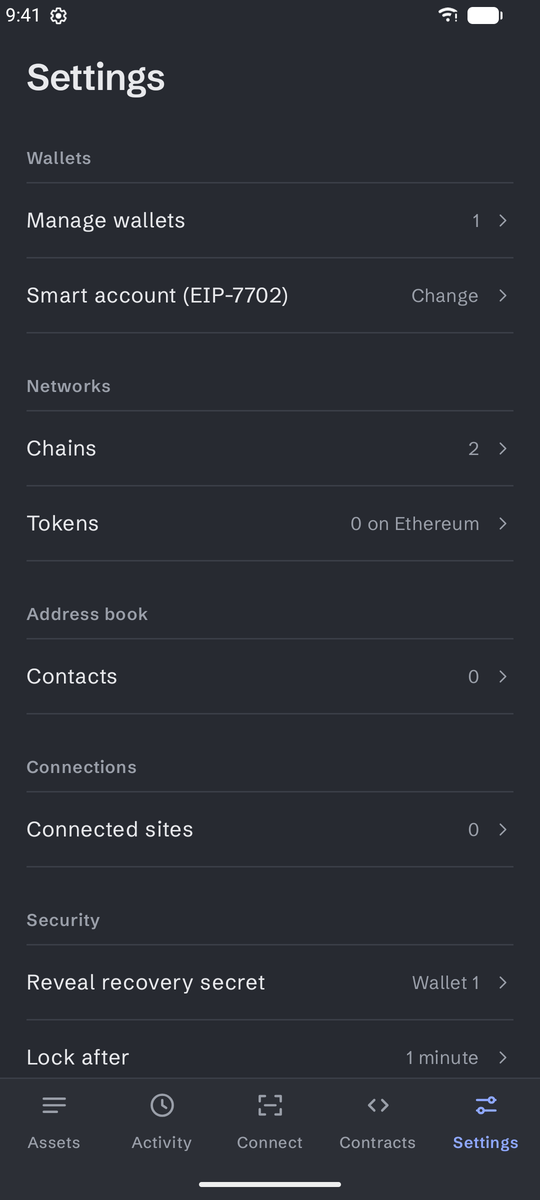 9:41
Settings
Wallets
Manage wallets 1
Smart account (EIP-7702) Change
Networks
Chains 2
Tokens 0 on Ethereum
Address book
Contacts 0
Connections
Connected sites 0
Security
Reveal recovery secret Wallet 1
Lock after 1 minute
Assets Activity Connect Contracts Settings